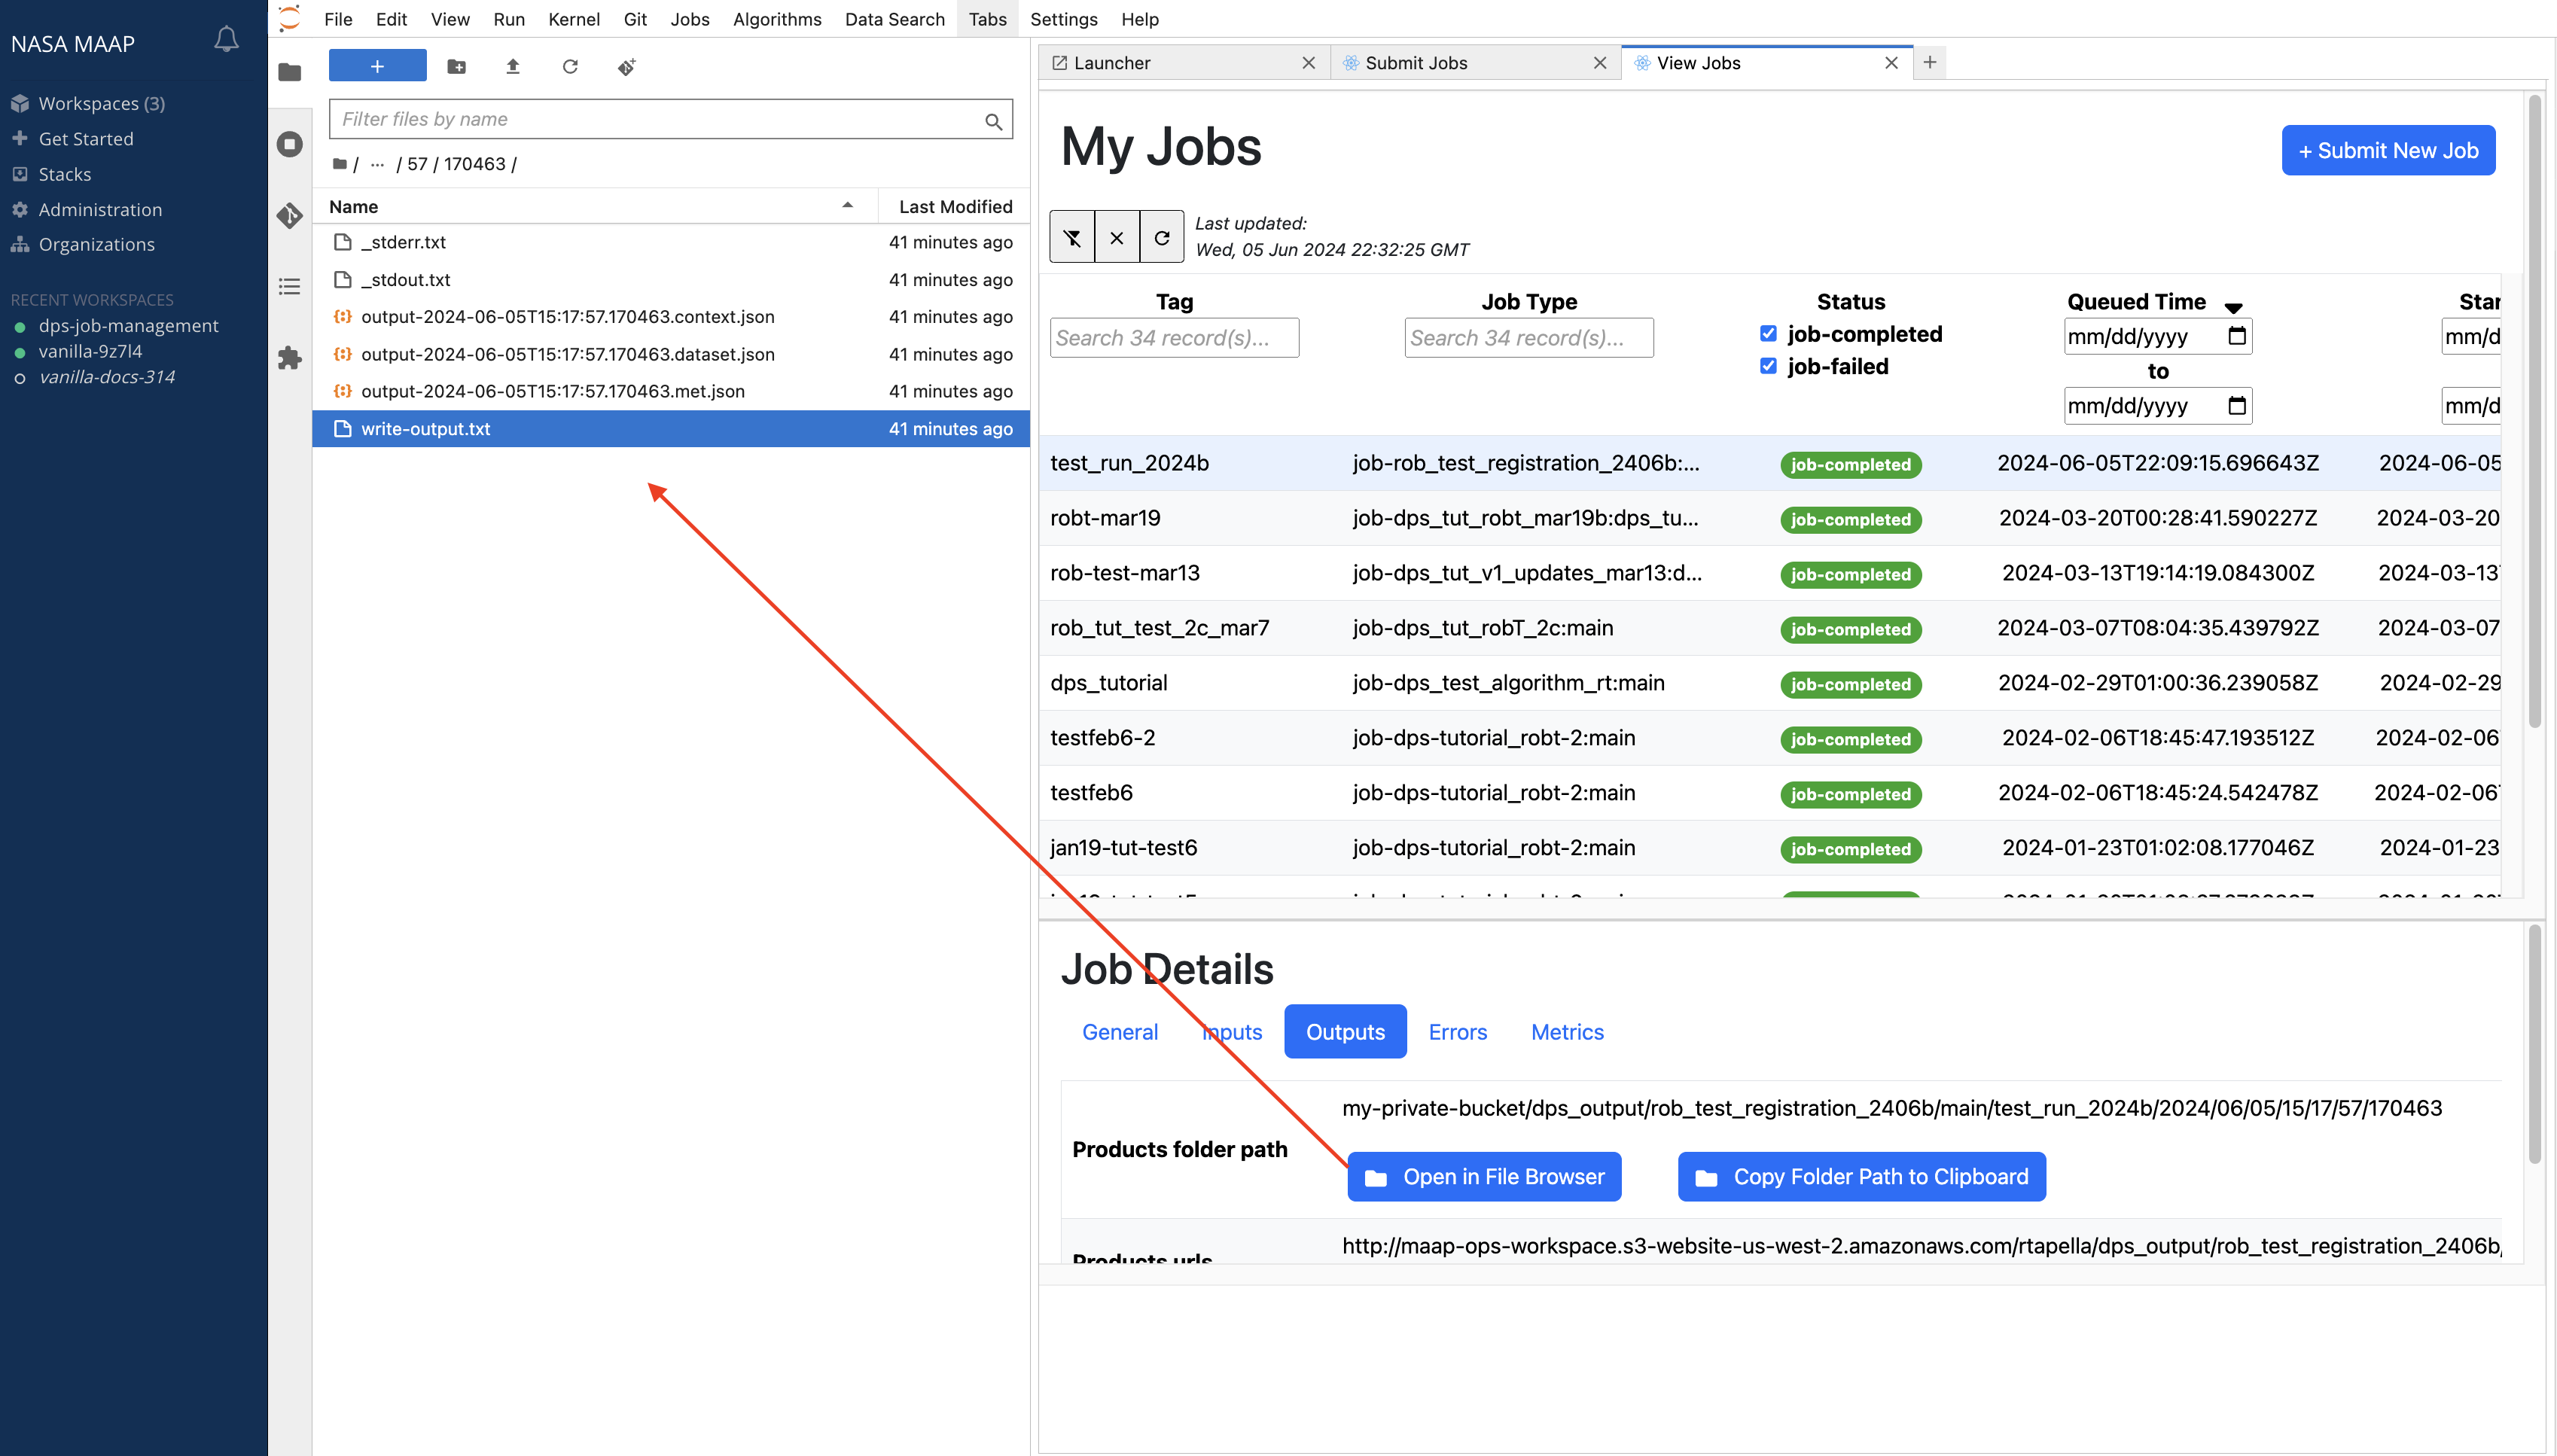 NASA MAAP
Workspaces (3)
Get Started
Stacks
Administration
Organizations
RECENT WORKSPACES
dps-job-management
vanilla-9z7l4
vanilla-docs-314
File Edit View Run Kernel Git Jobs Algorithms Data Search Tabs Settings Help
Filter files by name
/ ... / 57 / 170463 /
Name Last Modified
_stderr.txt 41 minutes ago
_stdout.txt 41 minutes ago
output-2024-06-05T15:17:57.170463.context.json 41 minutes ago
output-2024-06-05T15:17:57.170463.dataset.json 41 minutes ago
output-2024-06-05T15:17:57.170463.met.json 41 minutes ago
write-output.txt 41 minutes ago
Launcher Submit Jobs View Jobs
My Jobs
+ Submit New Job
Last updated:
Wed, 05 Jun 2024 22:32:25 GMT
Tag Job Type Status Queued Time Star
Search 34 record(s)... Search 34 record(s)... job-completed mm/dd/yyyy mm/d
job-failed to
mm/dd/yyyy mm/d
test_run_2024b job-rob_test_registration_2406b:... job-completed 2024-06-05T22:09:15.696643Z 2024-06-05
robt-mar19 job-dps_tut_robt_mar19b:dps_tu... job-completed 2024-03-20T00:28:41.590227Z 2024-03-20
rob-test-mar13 job-dps_tut_v1_updates_mar13:d... job-completed 2024-03-13T19:14:19.084300Z 2024-03-13
rob_tut_test_2c_mar7 job-dps_tut_robT_2c:main job-completed 2024-03-07T08:04:35.439792Z 2024-03-07
dps_tutorial job-dps_test_algorithm_rt:main job-completed 2024-02-29T01:00:36.239058Z 2024-02-29
testfeb6-2 job-dps-tutorial_robt-2:main job-completed 2024-02-06T18:45:47.193512Z 2024-02-06
testfeb6 job-dps-tutorial_robt-2:main job-completed 2024-02-06T18:45:24.542478Z 2024-02-06
jan19-tut-test6 job-dps-tutorial_robt-2:main job-completed 2024-01-23T01:02:08.177046Z 2024-01-23
Job Details
General Inputs Outputs Errors Metrics
my-private-bucket/dps_output/rob_test_registration_2406b/main/test_run_2024b/2024/06/05/15/17/57/170463
Products folder path
Open in File Browser Copy Folder Path to Clipboard
http://maap-ops-workspace.s3-website-us-west-2.amazonaws.com/rtapella/dps_output/rob_test_registration_2406b/
Products urls